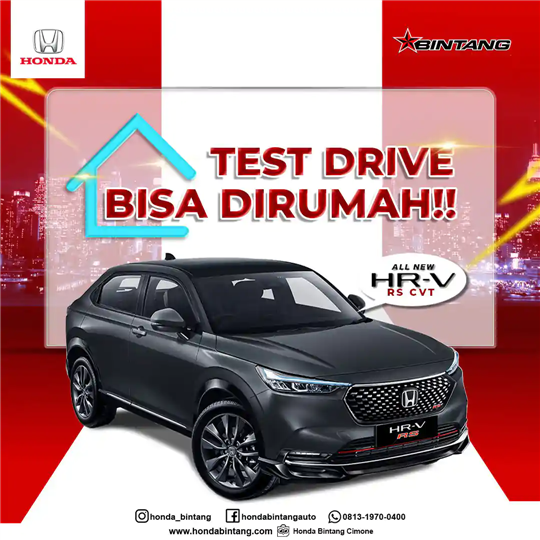 HONDA
BINTANG
TEST DRIVE
BISA DIRUMAH!!
ALL NEW
HR-V
RS CVT
HR-V
RS
honda_bintang hondabintangauto 0813-1970-0400
www.hondabintang.com Honda Bintang Cimone